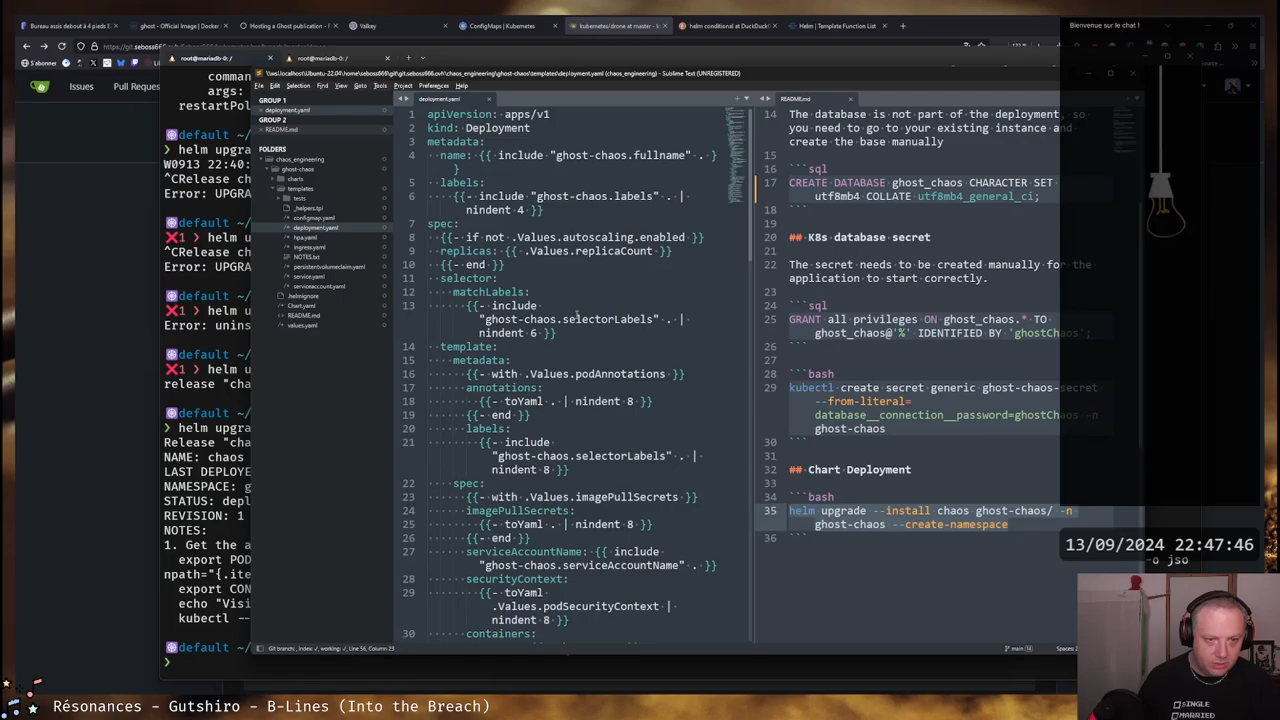 Bureau assis debout à 4 pieds E
ghost - Official Image | Docker
Hosting a Ghost publication -
Valkey
ConfigMaps | Kubernetes
kubernetes/drone at master -
helm conditional at DuckDuck
Helm | Template Function List
Bienvenue sur le chat !
https://git.seboss666.ovh
S'abonner
Issues
Pull Reques
root@mariadb-0: /
root@mariadb-0: /
comman
args:
restartPol
default ~/
helm upgra
W0913 22:40:
^CRelease ch
Error: UPGRA
default ~/
1 ❯ helm u
^CRelease ch
Error: UPGRA
default ~/
1 ❯ helm u
Error: unins
default ~/
1 ❯ helm u
release "cha
default ~/
❯ helm upgra
Release "cha
NAME: chaos
LAST DEPLOYE
NAMESPACE: g
STATUS: depl
REVISION: 1
NOTES:
1. Get the a
export POD
npath="{.ite
export CON
echo "Visi
kubectl --
default ~/
❯
\\wsl.localhost\Ubuntu-22.04\home\seboss666\git\git.seboss666.ovh\chaos_engineering\ghost-chaos\templates\deployment.yaml (chaos_engineering) - Sublime Text (UNREGISTERED)
File Edit Selection Find View Goto Tools Project Preferences Help
GROUP 1
deployment.yaml
GROUP 2
README.md
FOLDERS
chaos_engineering
ghost-chaos
charts
templates
tests
_helpers.tpl
configmap.yaml
deployment.yaml
hpa.yaml
ingress.yaml
NOTES.txt
persistentvolumeclaim.yaml
service.yaml
serviceaccount.yaml
.helmignore
Chart.yaml
README.md
values.yaml
deployment.yaml
1 apiVersion: apps/v1
2 kind: Deployment
3 metadata:
4 name: {{ include "ghost-chaos.fullname" . }
}
5 labels:
6 {{- include "ghost-chaos.labels" . |
nindent 4 }}
7 spec:
8 {{- if not .Values.autoscaling.enabled }}
9 replicas: {{ .Values.replicaCount }}
10 {{- end }}
11 selector:
12 matchLabels:
13 {{- include
"ghost-chaos.selectorLabels" . |
nindent 6 }}
14 template:
15 metadata:
16 {{- with .Values.podAnnotations }}
17 annotations:
18 {{- toYaml . | nindent 8 }}
19 {{- end }}
20 labels:
21 {{- include
"ghost-chaos.selectorLabels" . |
nindent 8 }}
22 spec:
23 {{- with .Values.imagePullSecrets }}
24 imagePullSecrets:
25 {{- toYaml . | nindent 8 }}
26 {{- end }}
27 serviceAccountName: {{ include
"ghost-chaos.serviceAccountName" . }}
28 securityContext:
29 {{- toYaml
.Values.podSecurityContext |
nindent 8 }}
30 containers:
README.md
14 The database is not part of the deployment, so
you need to go to your existing instance and
create the base manually
15
16 ```sql
17 CREATE DATABASE ghost_chaos CHARACTER SET
utf8mb4 COLLATE utf8mb4_general_ci;
18 ```
19
20 ## K8s database secret
21
22 The secret needs to be created manually for the
application to start correctly.
23
24 ```sql
25 GRANT all privileges ON ghost_chaos.* TO
ghost_chaos@'%' IDENTIFIED BY 'ghostChaos';
26 ```
27
28 ```bash
29 kubectl create secret generic ghost-chaos-secret
--from-literal=
database__connection__password=ghostChaos -n
ghost-chaos
30 ```
31
32 ## Chart Deployment
33
34 ```bash
35 helm upgrade --install chaos ghost-chaos/ -n
ghost-chaos --create-namespace
36 ```
Git branch: , index: ✓, working: ✓, Line 56, Column 23
main
Spaces: 2
13/09/2024 22:47:46
-o jso
SINGLE
MARRIED
Résonances - Gutshiro - B-Lines (Into the Breach)